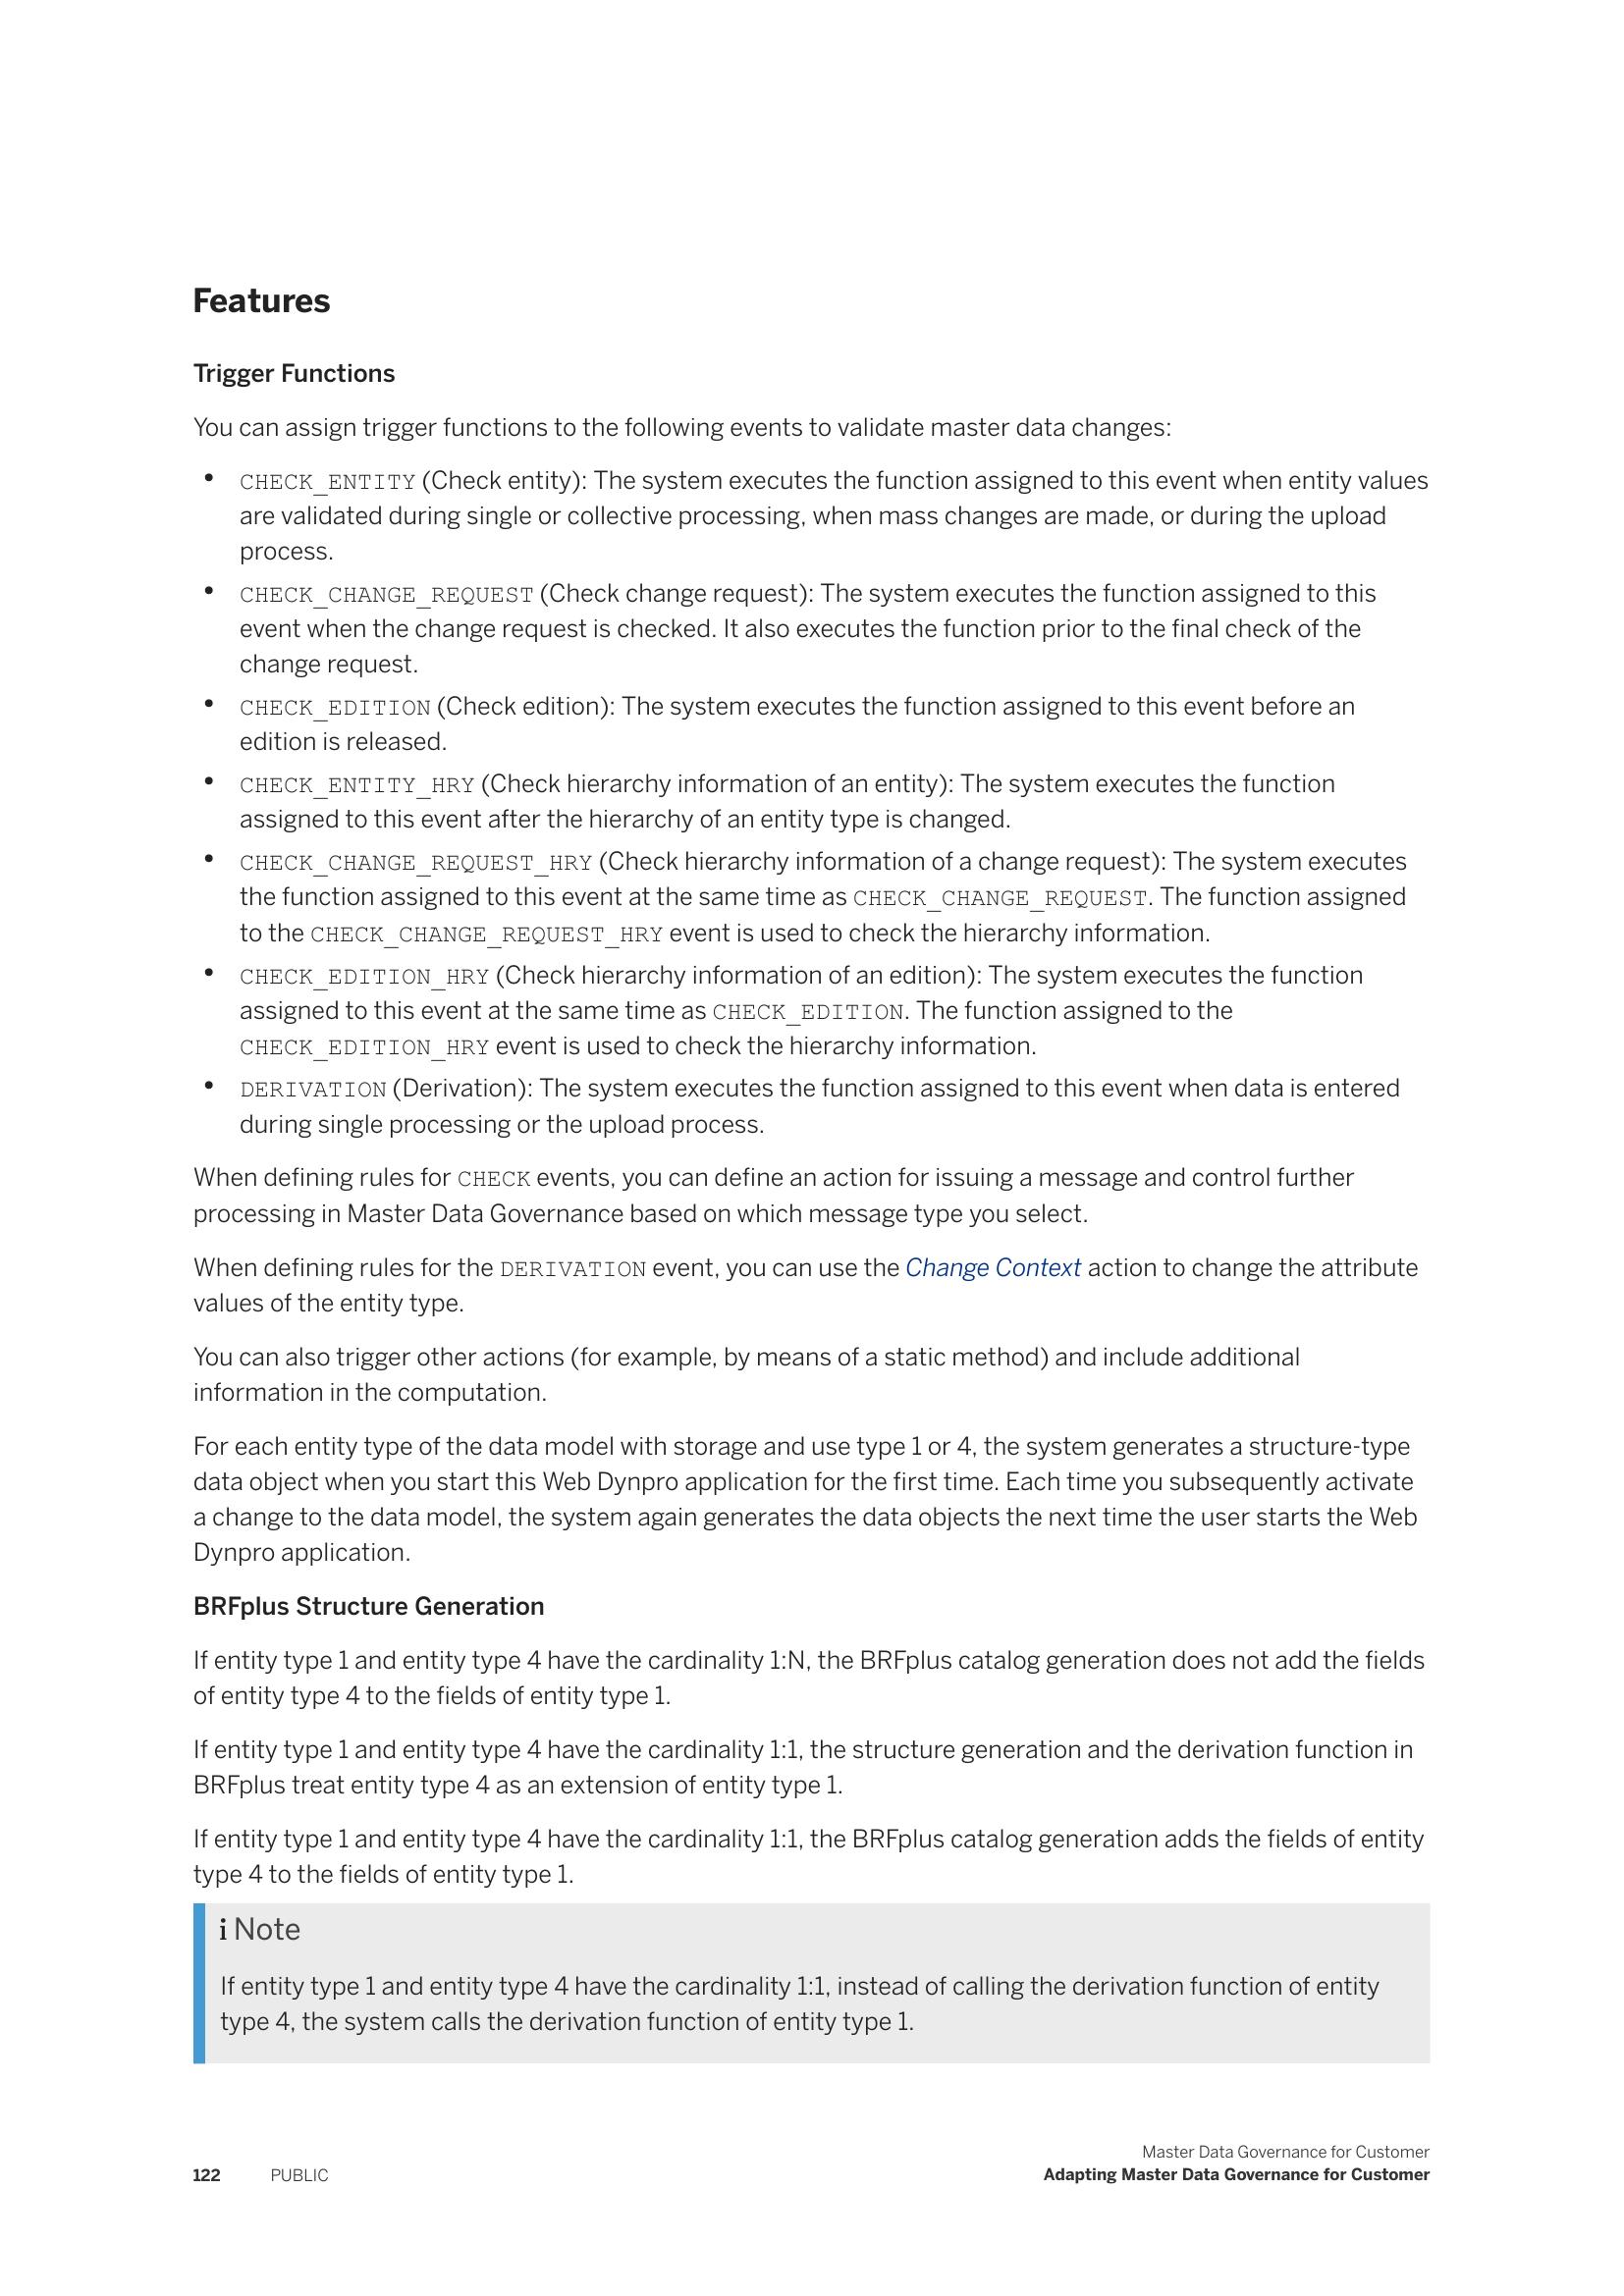 Features
Trigger Functions
You can assign trigger functions to the following events to validate master data changes:
• CHECK_ENTITY (Check entity): The system executes the function assigned to this event when entity values
are validated during single or collective processing, when mass changes are made, or during the upload
process.
• CHECK_CHANGE_REQUEST (Check change request): The system executes the function assigned to this
event when the change request is checked. It also executes the function prior to the final check of the
change request.
• CHECK_EDITION (Check edition): The system executes the function assigned to this event before an
edition is released.
• CHECK_ENTITY_HRY (Check hierarchy information of an entity): The system executes the function
assigned to this event after the hierarchy of an entity type is changed.
• CHECK_CHANGE_REQUEST_HRY (Check hierarchy information of a change request): The system executes
the function assigned to this event at the same time as CHECK_CHANGE_REQUEST. The function assigned
to the CHECK_CHANGE_REQUEST_HRY event is used to check the hierarchy information.
• CHECK_EDITION_HRY (Check hierarchy information of an edition): The system executes the function
assigned to this event at the same time as CHECK_EDITION. The function assigned to the
CHECK_EDITION_HRY event is used to check the hierarchy information.
• DERIVATION (Derivation): The system executes the function assigned to this event when data is entered
during single processing or the upload process.
When defining rules for CHECK events, you can define an action for issuing a message and control further
processing in Master Data Governance based on which message type you select.
When defining rules for the DERIVATION event, you can use the Change Context action to change the attribute
values of the entity type.
You can also trigger other actions (for example, by means of a static method) and include additional
information in the computation.
For each entity type of the data model with storage and use type 1 or 4, the system generates a structure-type
data object when you start this Web Dynpro application for the first time. Each time you subsequently activate
a change to the data model, the system again generates the data objects the next time the user starts the Web
Dynpro application.
BRFplus Structure Generation
If entity type 1 and entity type 4 have the cardinality 1:N, the BRFplus catalog generation does not add the fields
of entity type 4 to the fields of entity type 1.
If entity type 1 and entity type 4 have the cardinality 1:1, the structure generation and the derivation function in
BRFplus treat entity type 4 as an extension of entity type 1.
If entity type 1 and entity type 4 have the cardinality 1:1, the BRFplus catalog generation adds the fields of entity
type 4 to the fields of entity type 1.
i Note
If entity type 1 and entity type 4 have the cardinality 1:1, instead of calling the derivation function of entity
type 4, the system calls the derivation function of entity type 1.
Master Data Governance for Customer
122 PUBLIC Adapting Master Data Governance for Customer